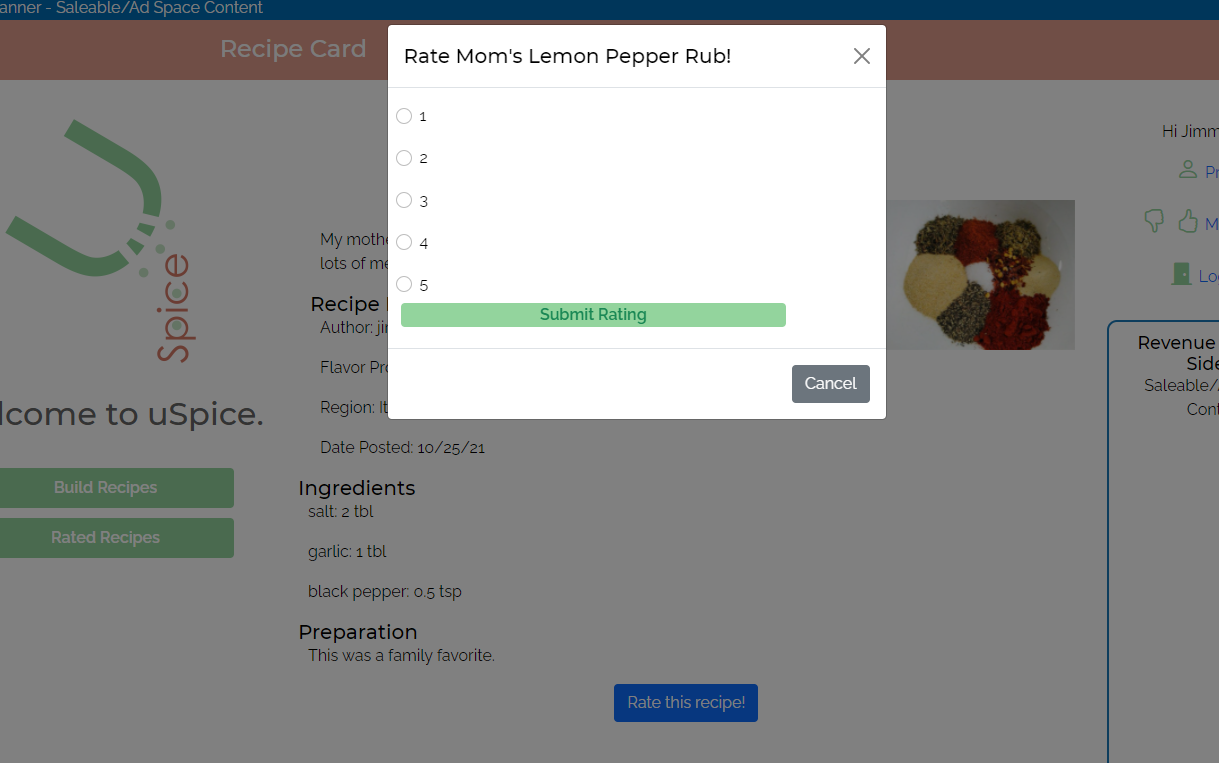 anner - Saleable/Ad Space Content
Recipe Card
Rate Mom's Lemon Pepper Rub!
1
2
3
4
5
Submit Rating
Cancel
Spice
lcome to uSpice.
Build Recipes
Rated Recipes
My mothe
lots of me
Recipe
Author: jir
Flavor Pro
Region: It
Date Posted: 10/25/21
Ingredients
salt: 2 tbl
garlic: 1 tbl
black pepper: 0.5 tsp
Preparation
This was a family favorite.
Rate this recipe!
Hi Jimm
Pr
M
Lo
Revenue
Side
Saleable/
Cont